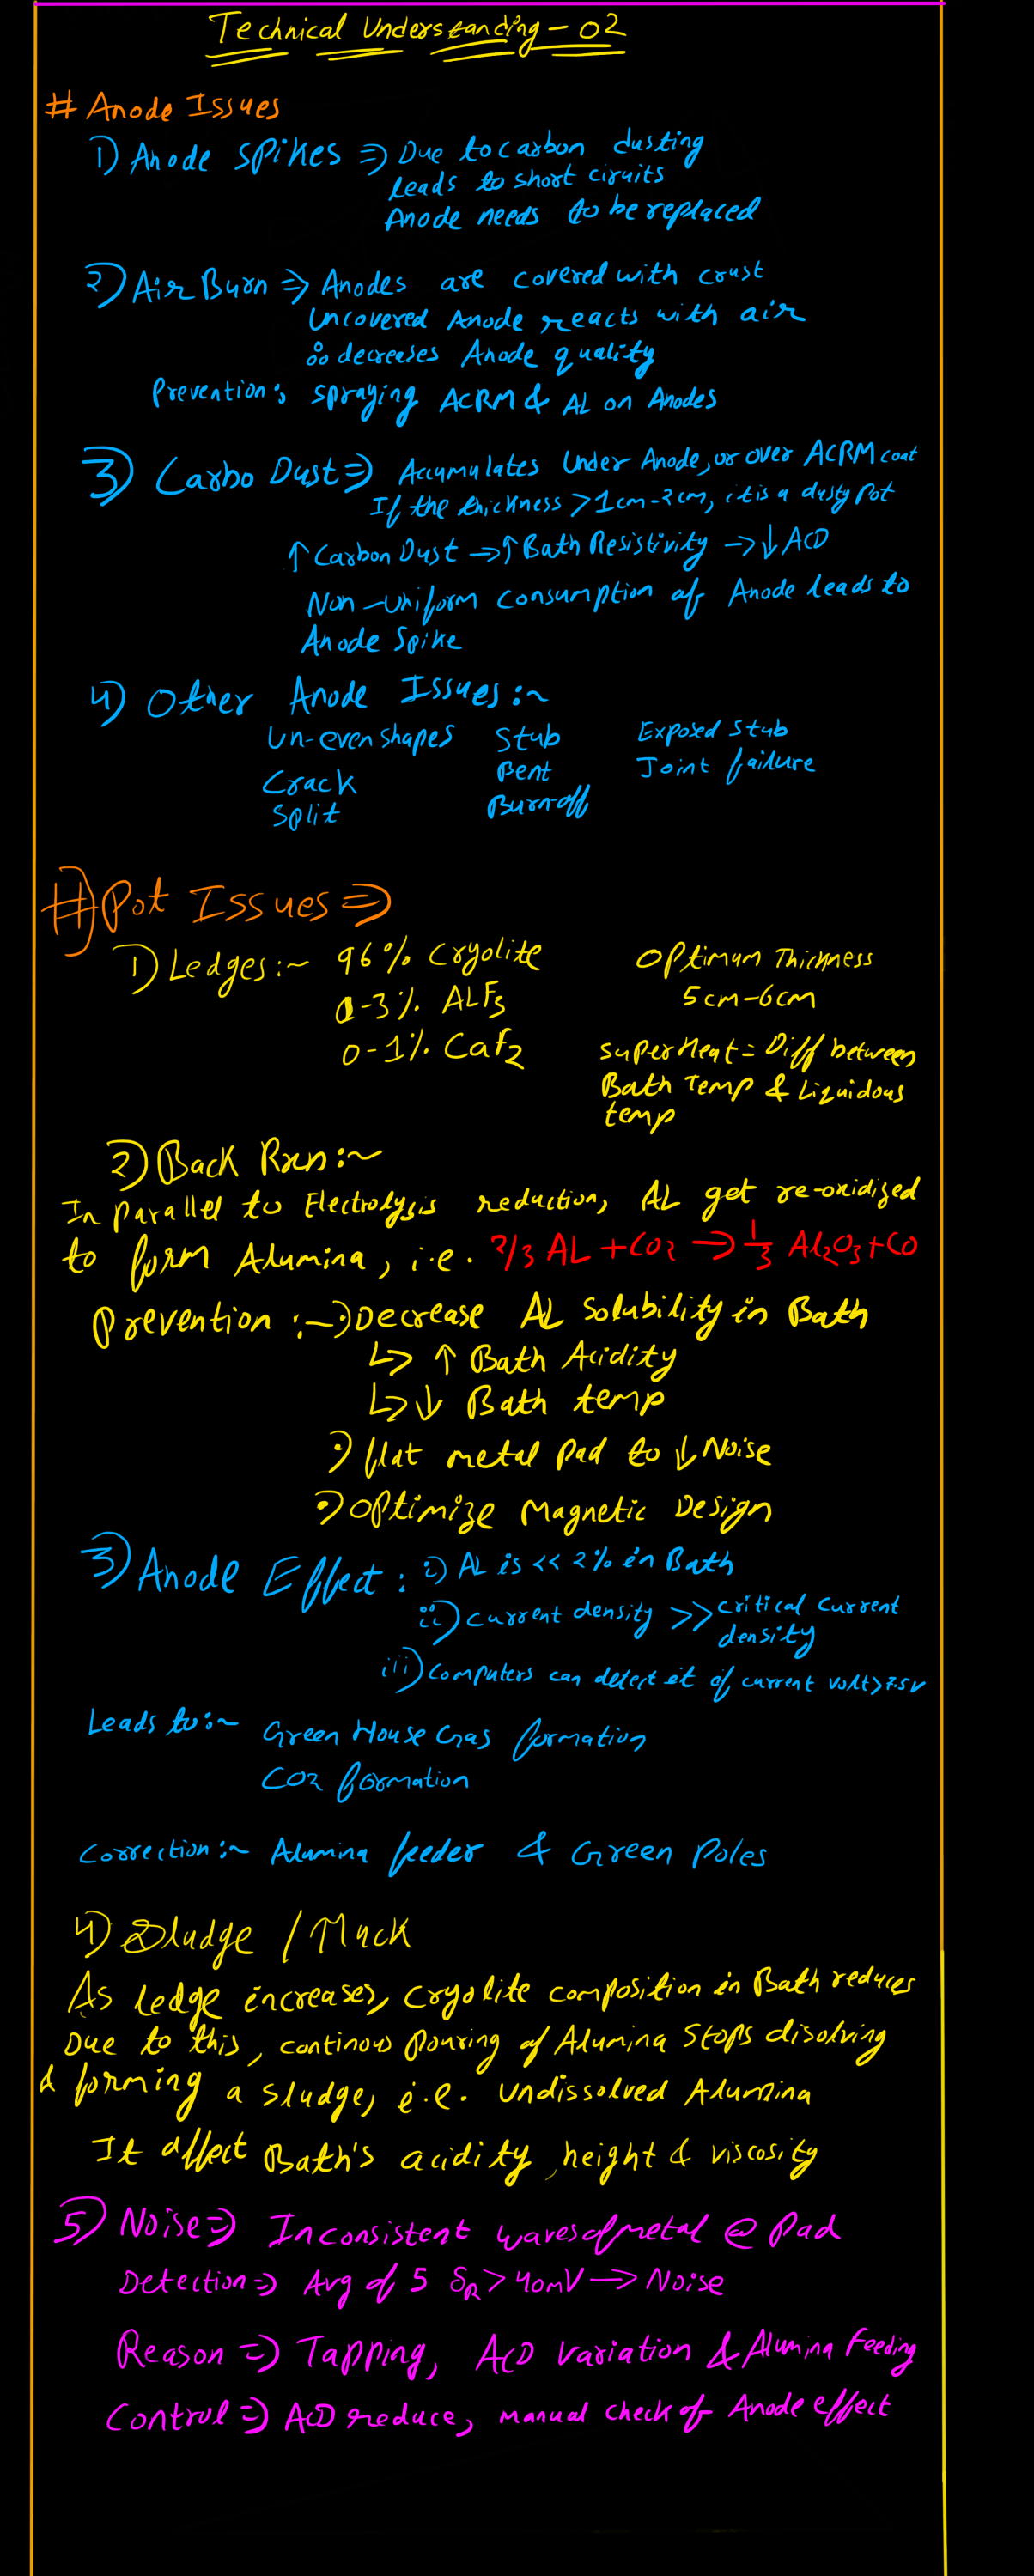 Technical Understanding - 02
# Anode Issues
1) Anode Spikes ⇒ Due to carbon dusting
leads to short ciruits
Anode needs to be replaced
2) Air Burn ⇒ Anodes are covered with crust
Uncovered Anode reacts with air
∴ decreases Anode quality
Prevention:, spraying ACRM & AL on Anodes
3) Carbo Dust ⇒ Accumulates Under Anode, or over ACRM coat
If the thickness > 1cm-2cm, it is a dusty pot
↑ Carbon Dust → ↑ Bath Resistivity → ↓ ACD
Non-uniform consumption of Anode leads to
Anode Spike
4) Other Anode Issues:~
Un-even shapes Stub Exposed stub
Crack Bent Joint failure
Split Burn-off
# Pot Issues ⇒
1) Ledges:~ 96% Cryolite Optimum Thickness
0-3% ALF3 5cm-6cm
0-1% CaF2 SuperHeat = Diff between
Bath Temp & Liquidous
temp
2) Back Rxn:~
In parallel to Electrolysis reduction, AL get re-oxidized
to form Alumina, i.e. 2/3 AL + CO2 → 1/3 Al2O3 + CO
Prevention :→ •) Decrease AL solubility in Bath
↳ ↑ Bath Acidity
↳ ↓ Bath temp
•) flat metal pad to ↓ Noise
•) Optimize Magnetic Design
3) Anode Effect: i) AL is << 2% in Bath
ii) Current density >> critical current
density
iii) Computers can detect it if current volt > 7.5V
Leads to:~ Green House Gas formation
CO2 formation
Correction:~ Alumina feeder & Green Poles
4) Sludge / Muck
As ledge increases, cryolite composition in Bath reduces
Due to this, continous pouring of Alumina stops disolving
& forming a sludge, i.e. undissolved Alumina
It affect Bath's acidity, height & viscosity
5) Noise ⇒ Inconsistent waves of metal @ Pad
Detection ⇒ Avg of 5 δR > 40mV → Noise
Reason ⇒ Tapping, ACD variation & Alumina Feeding
Control ⇒ ACD reduce, manual check of Anode effect